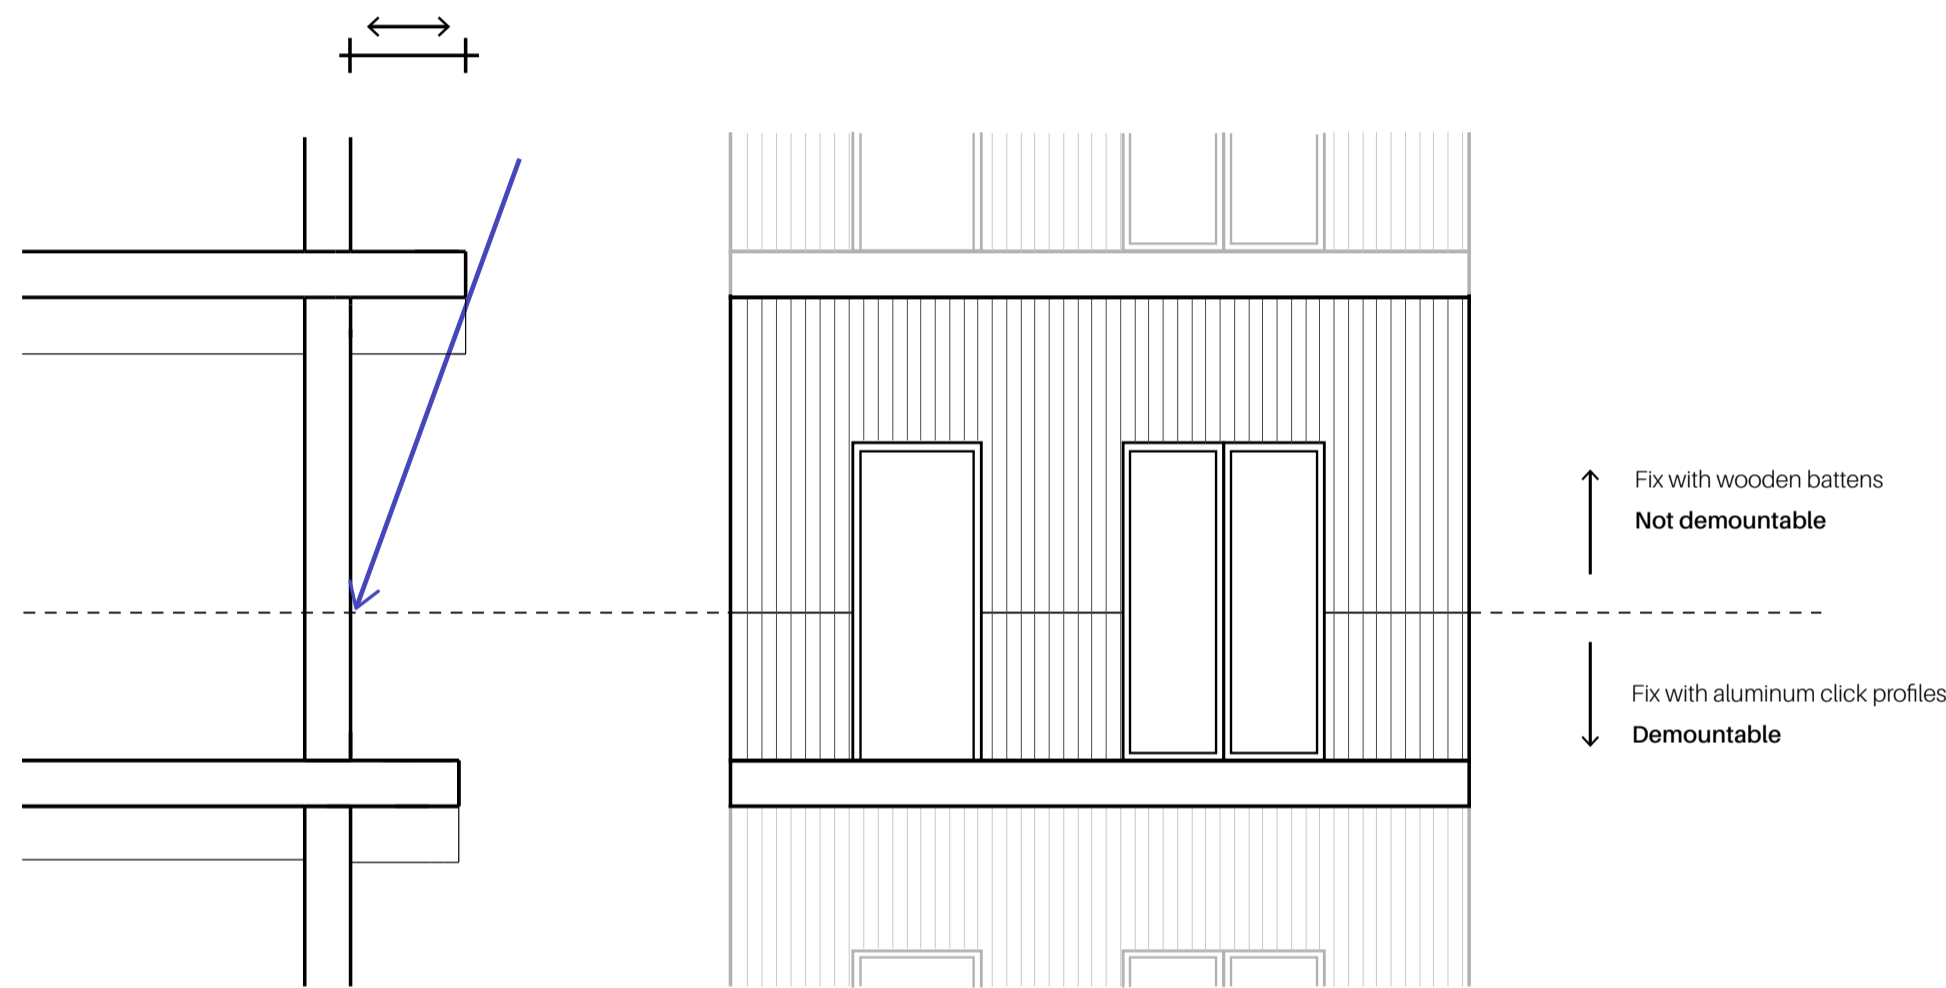 Fix with wooden battens
Not demountable
Fix with aluminum click profiles
Demountable